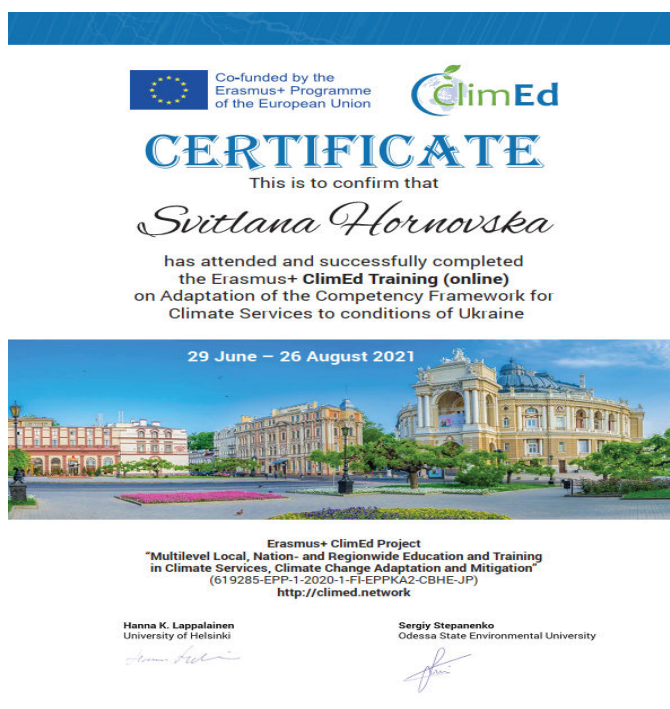 Co-funded by the
Erasmus+ Programme
of the European Union
ClimEd
CERTIFICATE
This is to confirm that
Svitlana Hornovska
has attended and successfully completed
the Erasmus+ ClimEd Training (online)
on Adaptation of the Competency Framework for
Climate Services to conditions of Ukraine
29 June – 26 August 2021
Erasmus+ ClimEd Project
“Multilevel Local, Nation- and Regionwide Education and Training
in Climate Services, Climate Change Adaptation and Mitigation”
(619285-EPP-1-2020-1-FI-EPPKA2-CBHE-JP)
http://climed.network
Hanna K. Lappalainen
University of Helsinki
Sergiy Stepanenko
Odessa State Environmental University